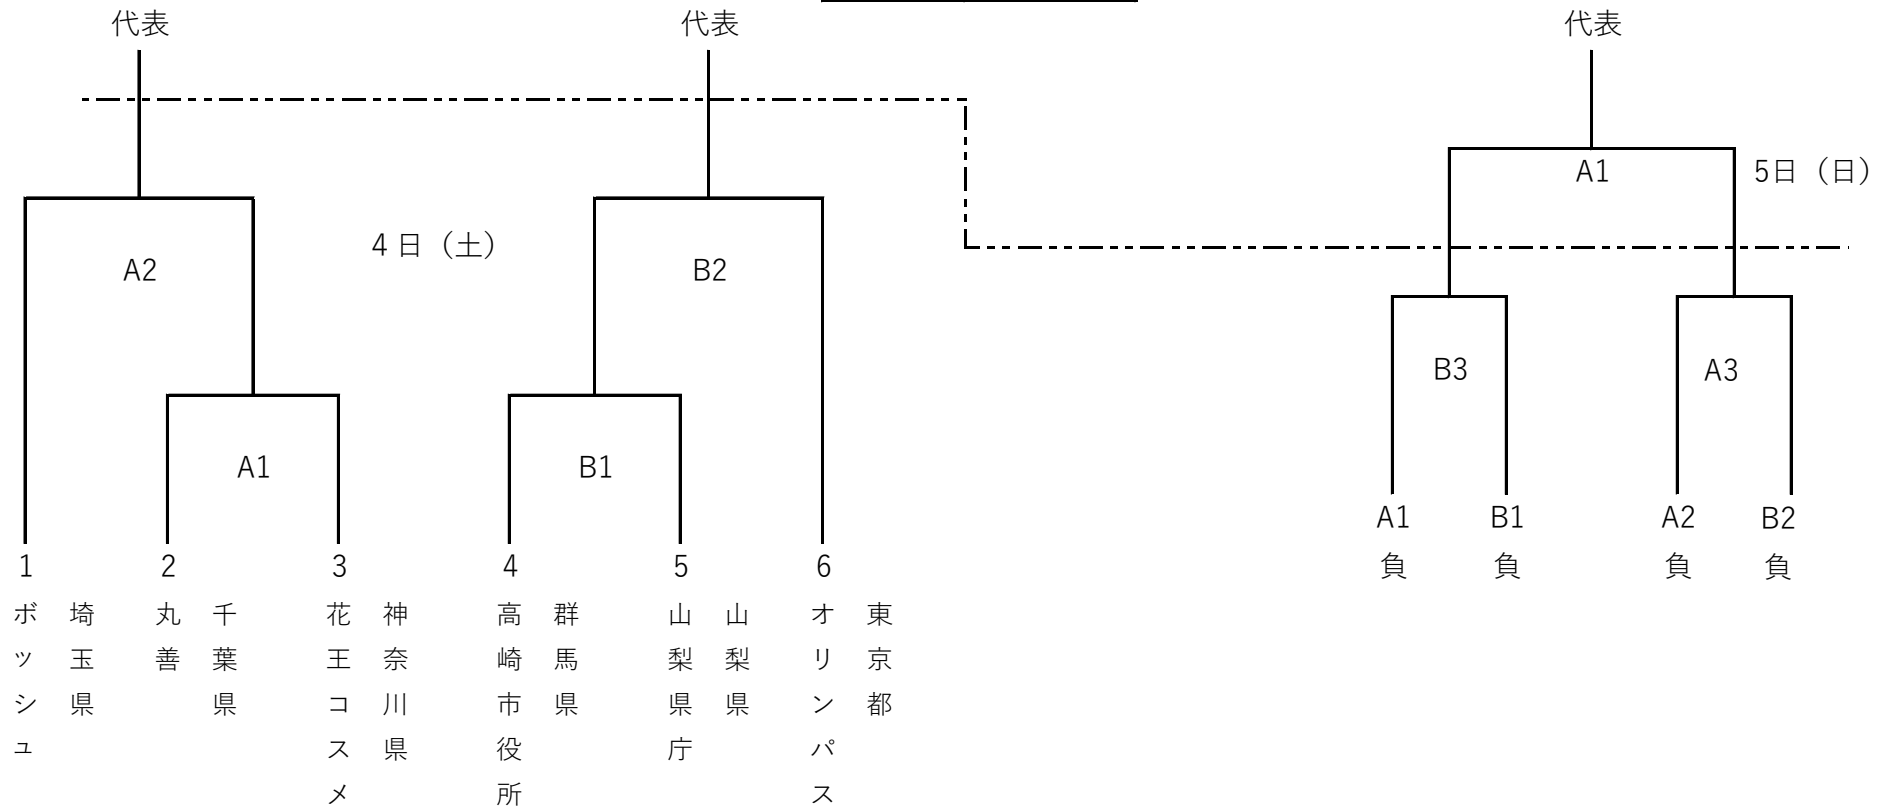 代表
代表
代表
A1
5日（日）
4日（土）
A2
B2
B3
A3
A1
B1
A1
負
B1
負
A2
負
B2
負
1
2
3
4
5
6
ボッシュ
埼玉県
丸善
千葉県
花王コスメ
神奈川県
高崎市役所
群馬県
山梨県庁
山梨県
オリンパス
東京都